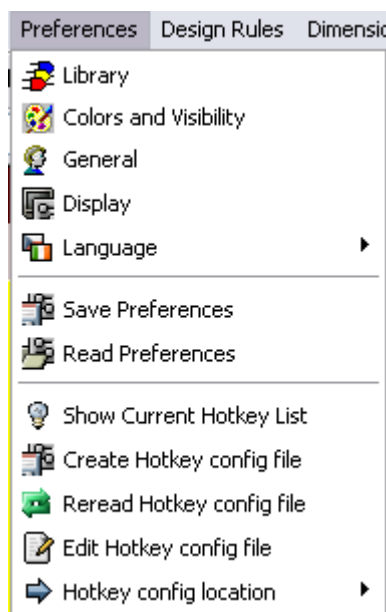 Preferences Design Rules Dimensio
Library
Colors and Visibility
General
Display
Language
Save Preferences
Read Preferences
Show Current Hotkey List
Create Hotkey config file
Reread Hotkey config file
Edit Hotkey config file
Hotkey config location